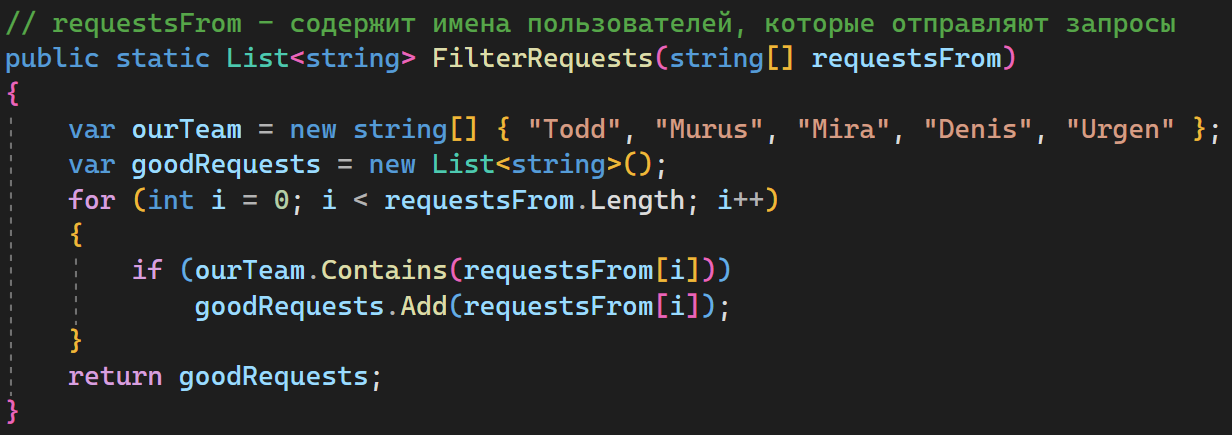 // requestsFrom – содержит имена пользователей, которые отправляют запросы
public static List<string> FilterRequests(string[] requestsFrom)
{
    var ourTeam = new string[] { "Todd", "Murus", "Mira", "Denis", "Urgen" };
    var goodRequests = new List<string>();
    for (int i = 0; i < requestsFrom.Length; i++)
    {
        if (ourTeam.Contains(requestsFrom[i]))
            goodRequests.Add(requestsFrom[i]);
    }
    return goodRequests;
}